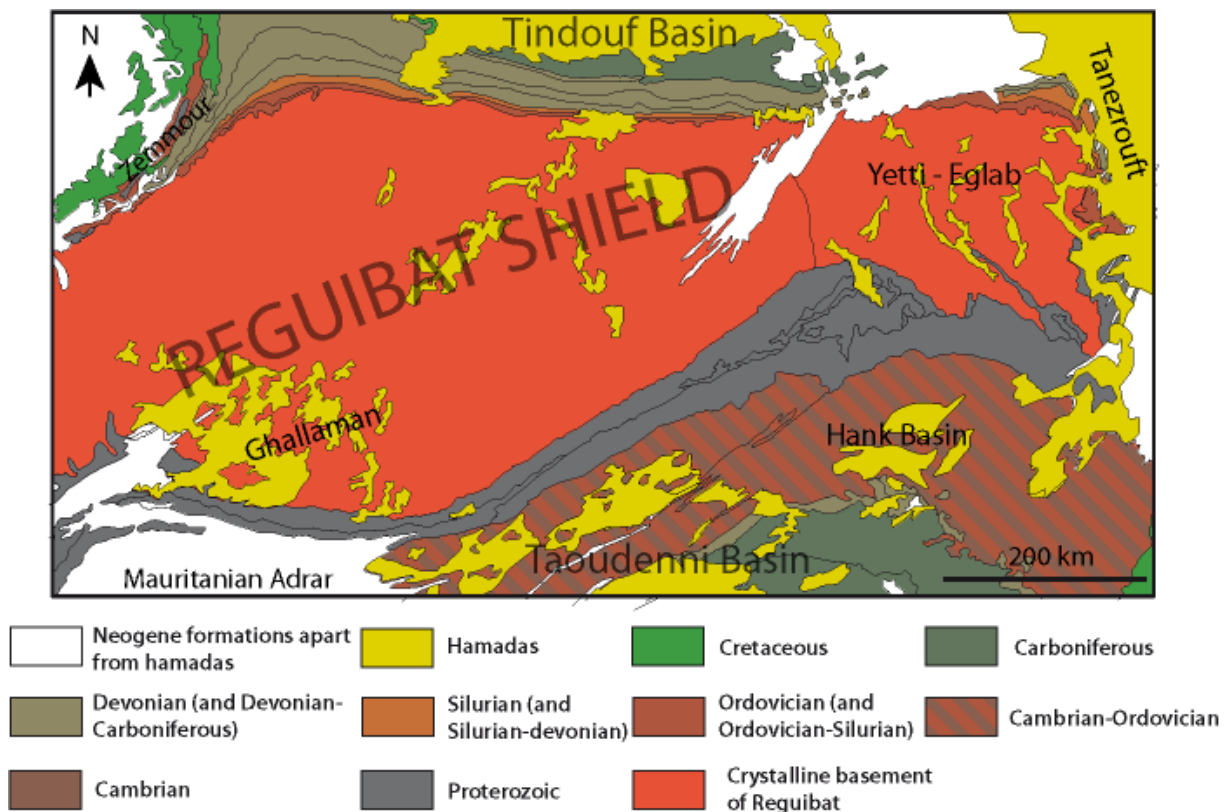 Tindouf Basin
N
Tanezrouft
Zemmour
Yetti - Eglab
REGUIBAT SHIELD
Ghallaman
Hank Basin
Taoudenni Basin
200 km
Mauritanian Adrar
Neogene formations apart
from hamadas
Hamadas
Cretaceous
Carboniferous
Devonian (and Devonian-
Carboniferous)
Silurian (and
Silurian-devonian)
Ordovician (and
Ordovician-Silurian)
Cambrian-Ordovician
Cambrian
Proterozoic
Crystalline basement
of Reguibat